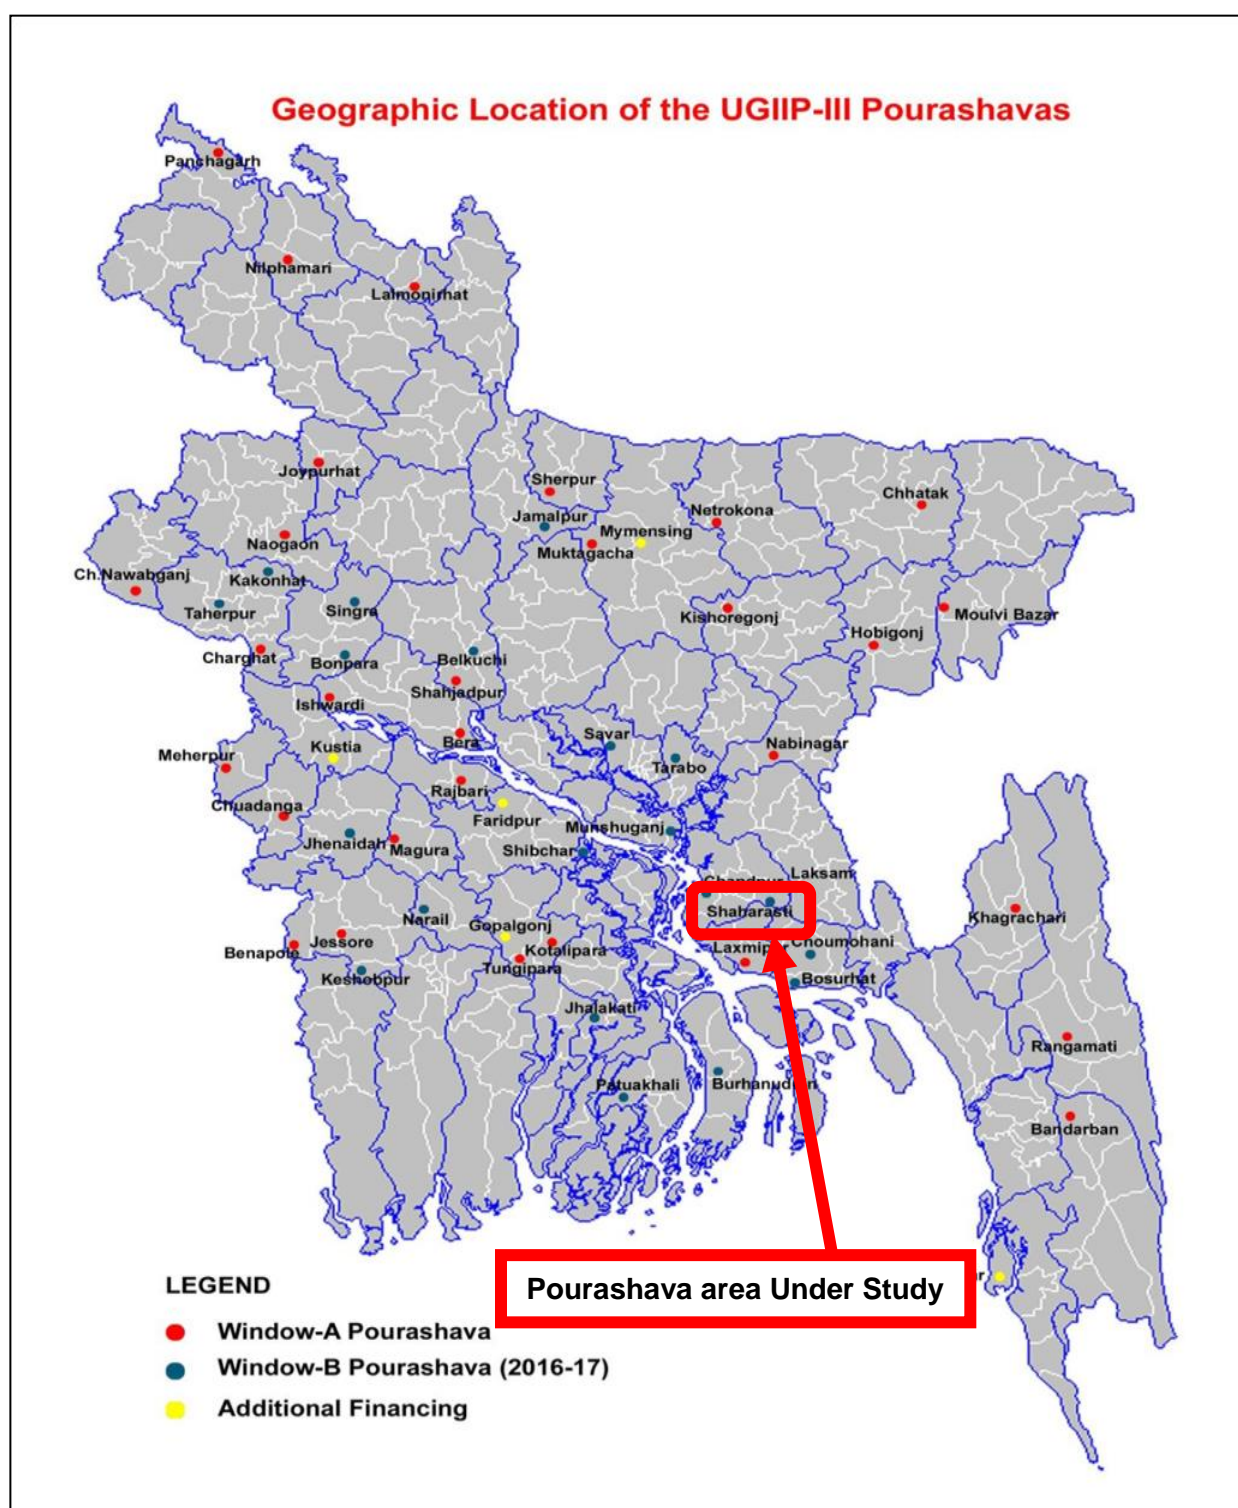 Geographic Location of the UGIIP-III Pourashavas
Panchagarh
Nilphamari
Lalmonirhat
Joypurhat
Sherpur
Chhatak
Jamalpur
Netrokona
Mymensing
Naogaon
Muktagacha
Ch.Nawabganj
Kakonhat
Taherpur
Singra
Kishoregonj
Moulvi Bazar
Hobigonj
Charghat
Bonpara
Belkuchi
Shahjadpur
Ishwardi
Savar
Bera
Kustia
Nabinagar
Meherpur
Tarabo
Rajbari
Chuadanga
Faridpur
Munshuganj
Jhenaidah
Magura
Shibchar
Chandpur
Laksam
Shaharasti
Khagrachari
Narail
Gopalgonj
Jessore
Benapole
Kotalipara
Laxmipur
Choumohani
Tungipara
Keshobpur
Bosurhat
Jhalakati
Rangamati
Patuakhali
Burhanuddin
Bandarban
Pourashava area Under Study
LEGEND
Window-A Pourashava
Window-B Pourashava (2016-17)
Additional Financing